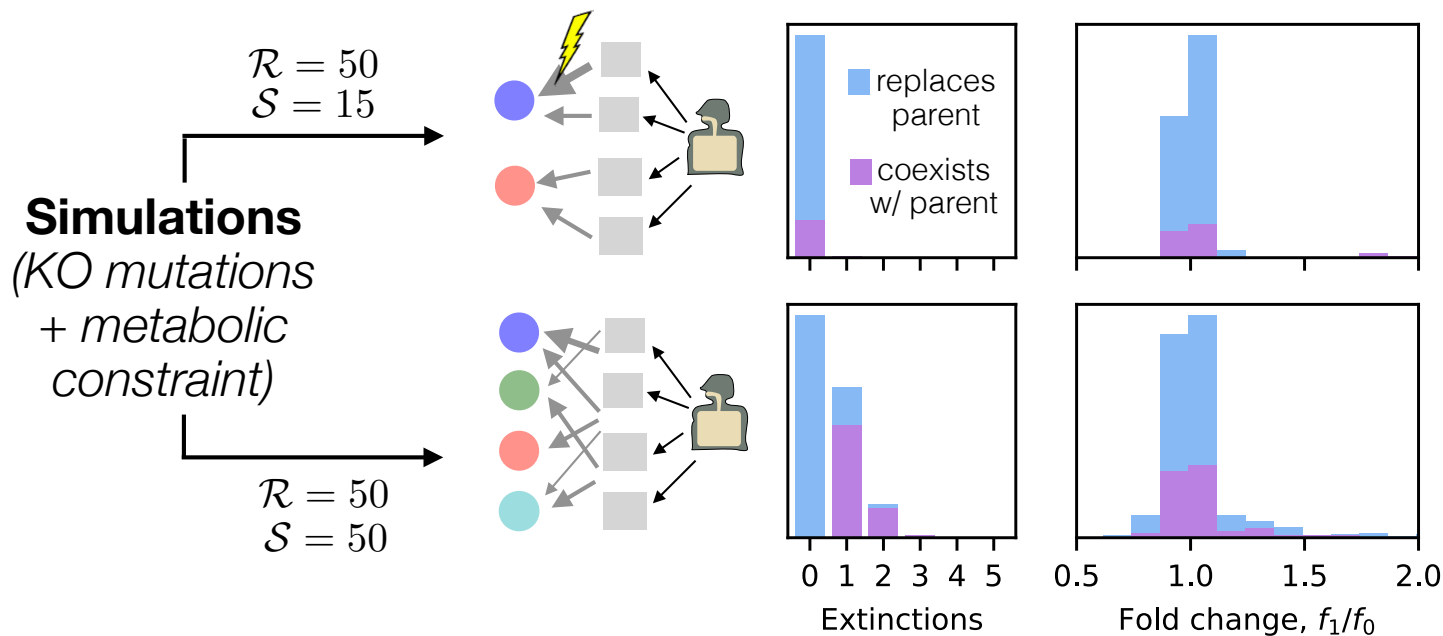 R = 50
S = 15
Simulations
(KO mutations
+ metabolic
constraint)
R = 50
S = 50
replaces
parent
coexists
w/ parent
0 1 2 3 4 5
0.5 1.0 1.5 2.0
Extinctions
Fold change, f₁/f₀